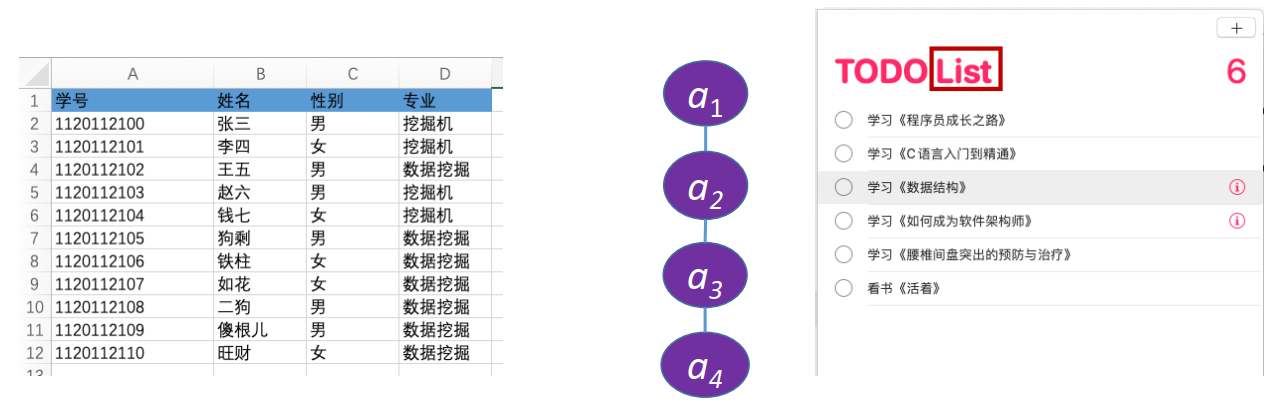 A B C D
1 学号 姓名 性别 专业
2 1120112100 张三 男 挖掘机
3 1120112101 李四 女 挖掘机
4 1120112102 王五 男 数据挖掘
5 1120112103 赵六 男 挖掘机
6 1120112104 钱七 女 挖掘机
7 1120112105 狗剩 男 数据挖掘
8 1120112106 铁柱 女 数据挖掘
9 1120112107 如花 女 数据挖掘
10 1120112108 二狗 男 数据挖掘
11 1120112109 傻根儿 男 数据挖掘
12 1120112110 旺财 女 数据挖掘
13
a1
a2
a3
a4
+
TODO List 6
学习《程序员成长之路》
学习《C语言入门到精通》
学习《数据结构》
学习《如何成为软件架构师》
学习《腰椎间盘突出的预防与治疗》
看书《活着》